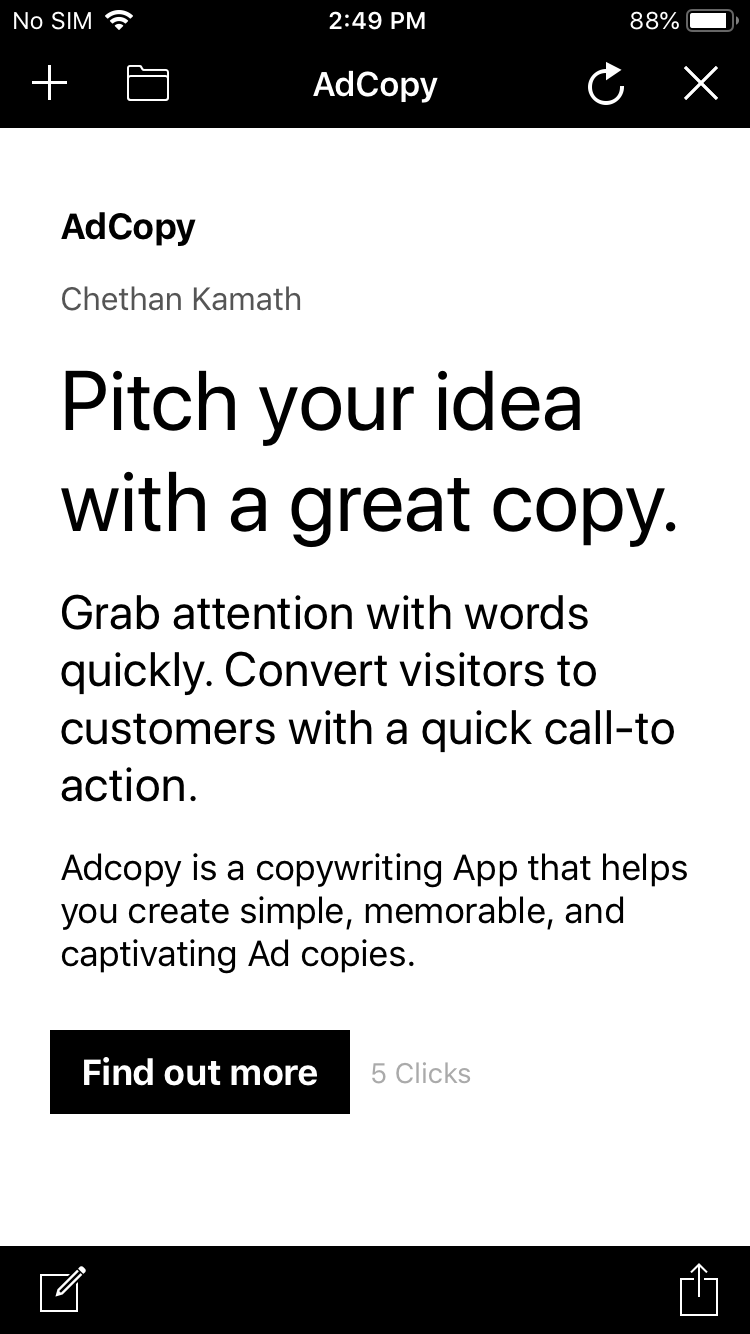 No SIM 2:49 PM 88%
AdCopy
AdCopy
Chethan Kamath
Pitch your idea
with a great copy.
Grab attention with words
quickly. Convert visitors to
customers with a quick call-to
action.
Adcopy is a copywriting App that helps
you create simple, memorable, and
captivating Ad copies.
Find out more 5 Clicks